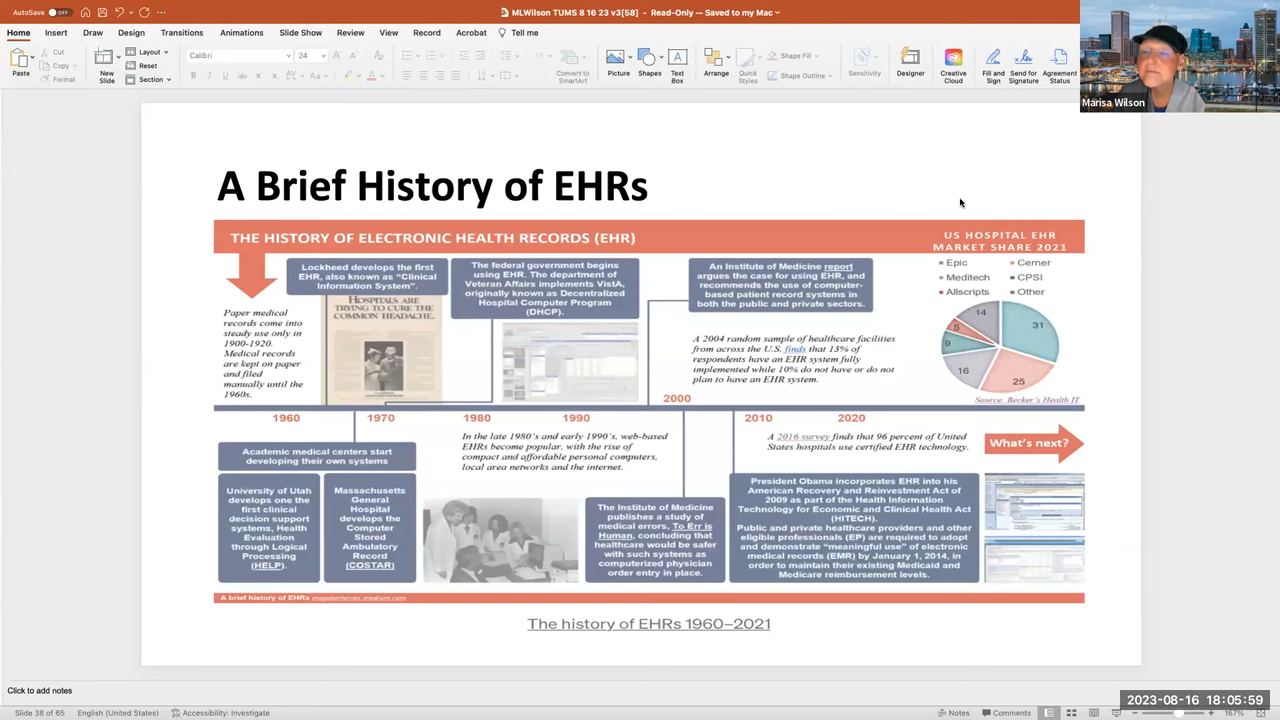 AutoSave OFF
MLWilson TUMS 8 16 23 v3[58] – Read-Only — Saved to my Mac
Home Insert Draw Design Transitions Animations Slide Show Review View Record Acrobat Tell me
Paste
Cut
Copy
Format
New
Slide
Layout
Reset
Section
Calibri
24
Convert to
SmartArt
Picture
Shapes
Text
Box
Arrange
Quick
Styles
Shape Fill
Shape Outline
Sensitivity
Designer
Creative
Cloud
Fill and
Sign
Send for
Signature
Agreement
Status
Marisa Wilson
A Brief History of EHRs
THE HISTORY OF ELECTRONIC HEALTH RECORDS (EHR)
US HOSPITAL EHR
MARKET SHARE 2021
Epic Cerner
Meditech CPSI
Allscripts Other
14
5
31
9
16
25
Source: Becker's Health IT
Paper medical
records come into
steady use only in
1900-1920.
Medical records
are kept on paper
and filed
manually until the
1960s.
Lockheed develops the first
EHR, also known as “Clinical
Information System”.
HOSPITALS ARE
TRYING TO CURE THE
COMMON HEADACHE.
The federal government begins
using EHR. The department of
Veteran Affairs implements VistA,
originally known as Decentralized
Hospital Computer Program
(DHCP).
An Institute of Medicine report
argues the case for using EHR, and
recommends the use of computer-
based patient record systems in
both the public and private sectors.
A 2004 random sample of healthcare facilities
from across the U.S. finds that 13% of
respondents have an EHR system fully
implemented while 10% do not have or do not
plan to have an EHR system.
1960 1970 1980 1990 2000 2010 2020
Academic medical centers start
developing their own systems
University of Utah
develops one the
first clinical
decision support
systems, Health
Evaluation
through Logical
Processing
(HELP).
Massachusetts
General
Hospital
develops the
Computer
Stored
Ambulatory
Record
(COSTAR)
In the late 1980's and early 1990's, web-based
EHRs become popular, with the rise of
compact and affordable personal computers,
local area networks and the internet.
The Institute of Medicine
publishes a study of
medical errors, To Err is
Human, concluding that
healthcare would be safer
with such systems as
computerized physician
order entry in place.
A 2016 survey finds that 96 percent of United
States hospitals use certified EHR technology.
What's next?
President Obama incorporates EHR into his
American Recovery and Reinvestment Act of
2009 as part of the Health Information
Technology for Economic and Clinical Health Act
(HITECH).
Public and private healthcare providers and other
eligible professionals (EP) are required to adopt
and demonstrate “meaningful use” of electronic
medical records (EMR) by January 1, 2014, in
order to maintain their existing Medicaid and
Medicare reimbursement levels.
A brief history of EHRs mayaberlerner.medium.com
The history of EHRs 1960–2021
Click to add notes
Slide 38 of 65 English (United States) Accessibility: Investigate
Notes Comments 167%
2023-08-16 18:05:59